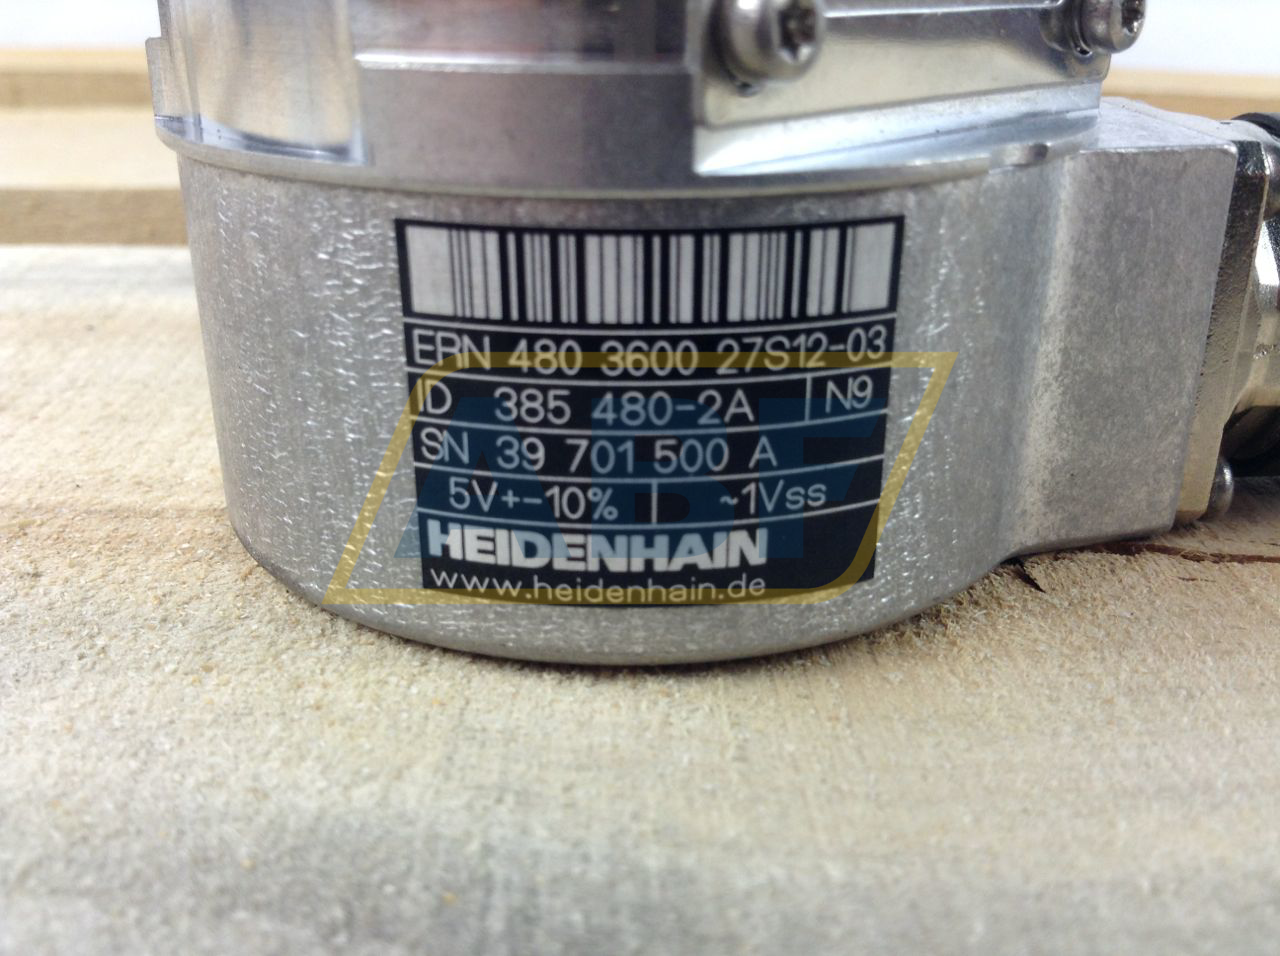 ERN 480 3600 27S12-03
ID 385 480-2A N9
SN 39 701 500 A
5V+-10% ~1Vss
HEIDENHAIN
www.heidenhain.de
ABF